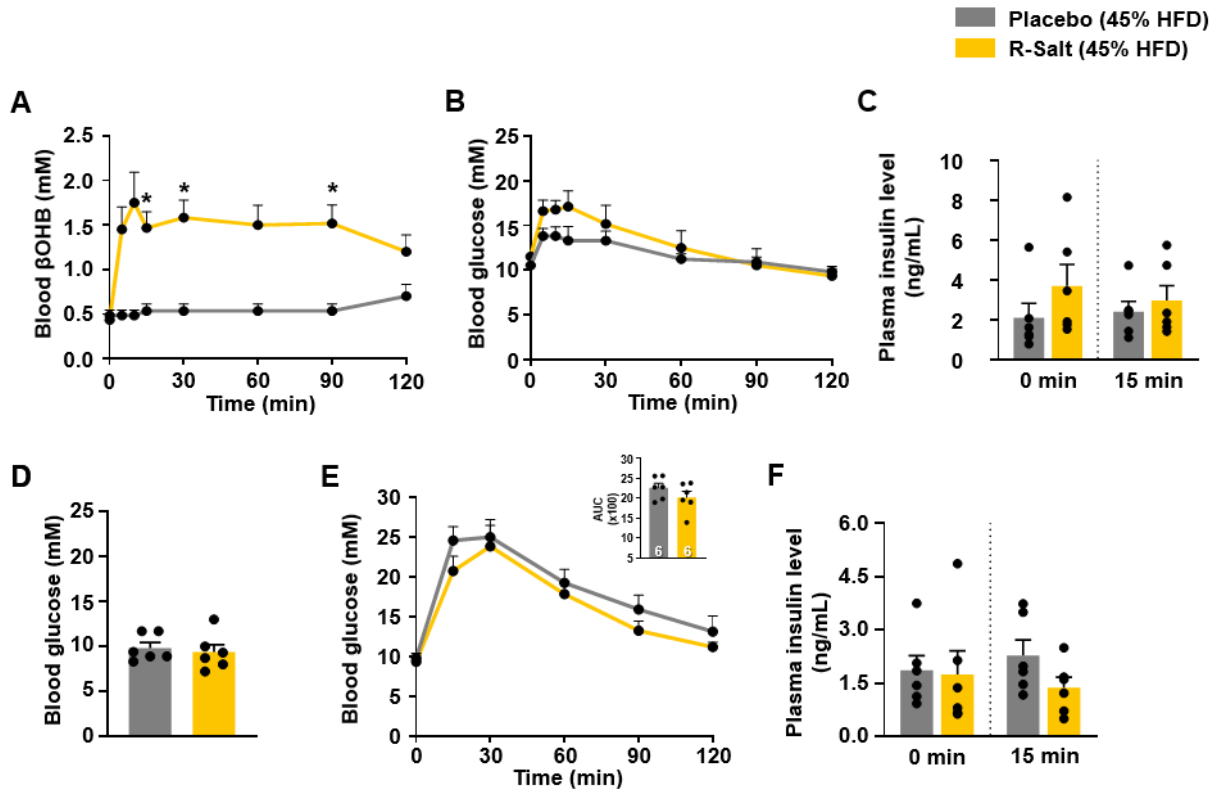 Placebo (45% HFD)
R-Salt (45% HFD)
A
Blood βOHB (mM)
2.5
2.0
1.5
1.0
0.5
0.0
*
*
*
0 30 60 90 120
Time (min)
B
Blood glucose (mM)
25
20
15
10
5
0
0 30 60 90 120
Time (min)
C
Plasma insulin level
(ng/mL)
10
8
6
4
2
0
0 min 15 min
D
Blood glucose (mM)
25
20
15
10
5
0
E
Blood glucose (mM)
30
25
20
15
10
5
0
0 30 60 90 120
Time (min)
AUC
(x100)
30
25
20
15
10
5
6 6
F
Plasma insulin level
(ng/mL)
6.0
4.5
3.0
1.5
0.0
0 min 15 min